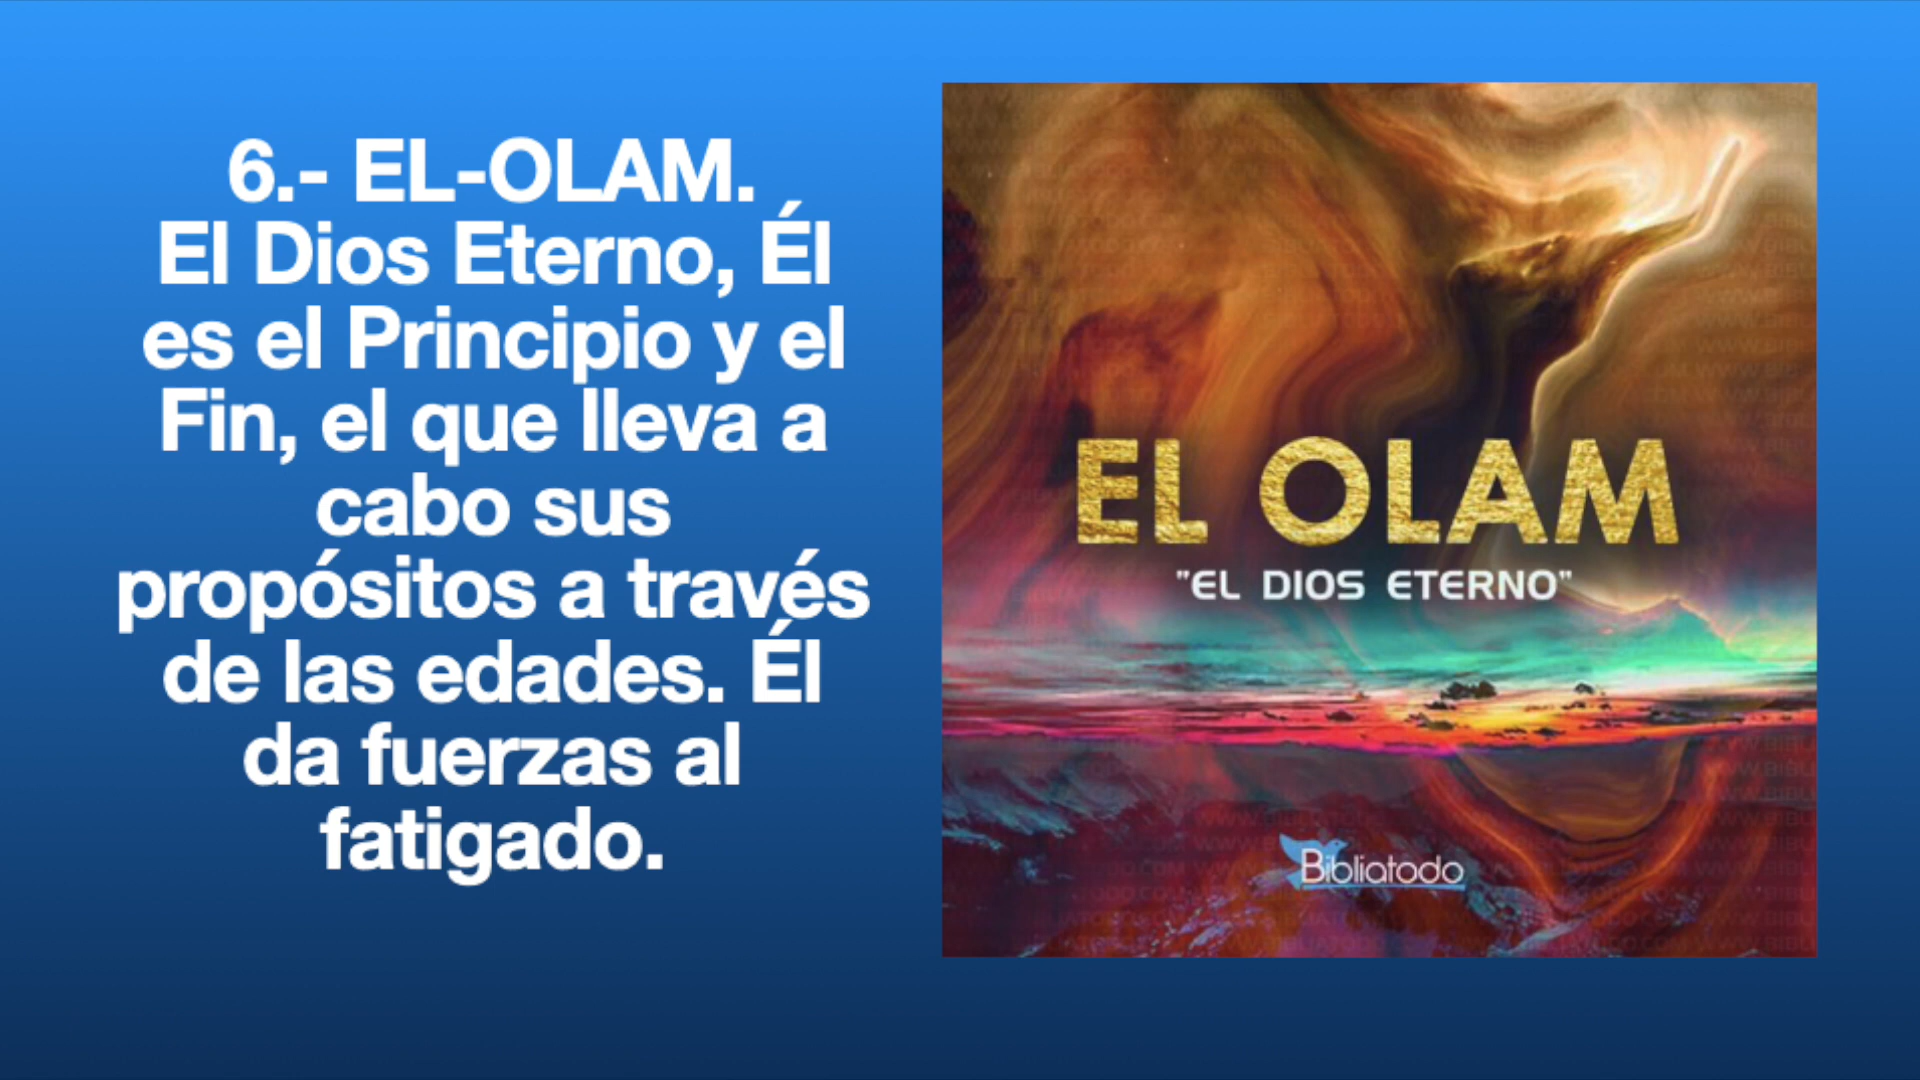 6.- EL-OLAM.
El Dios Eterno, Él
es el Principio y el
Fin, el que lleva a
cabo sus
propósitos a través
de las edades. Él
da fuerzas al
fatigado.
EL OLAM
"EL DIOS ETERNO"
Bibliatodo